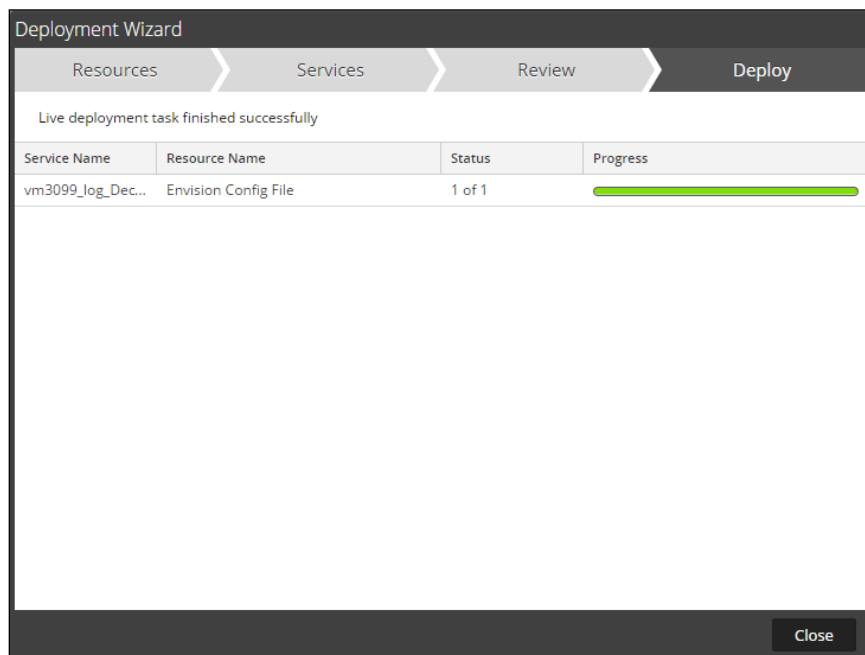 Deployment Wizard
Resources Services Review Deploy
Live deployment task finished successfully
Service Name Resource Name Status Progress
vm3099_log_Dec... Envision Config File 1 of 1
Close